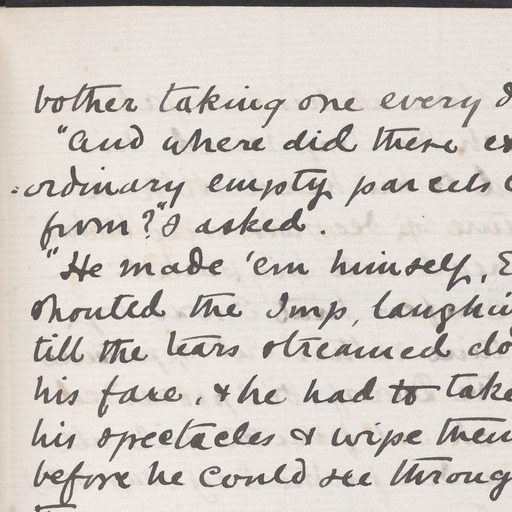 bother taking one every d
"And where did these ex
-ordinary empty parcels c
from?" I asked.
"He made 'em himself, E
shouted the Imp, laughin
till the tears streamed do
his face, & he had to take
his spectacles & wipe them
before he could see throug